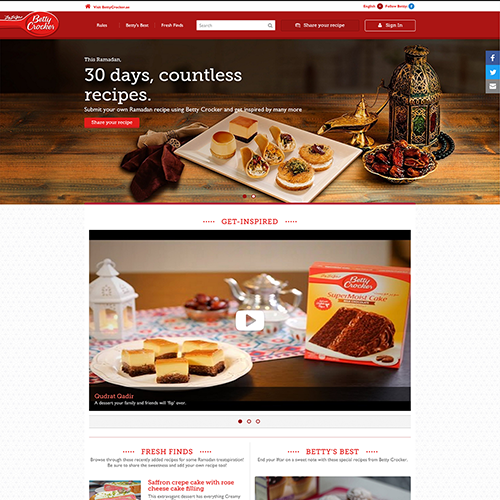 Visit BettyCrocker.ae
English
Follow Betty
Betty Crocker
Rules
Betty's Best
Fresh Finds
Search
Share your recipe
Sign In
This Ramadan,
30 days, countless
recipes.
Submit your own Ramadan recipe using Betty Crocker and get inspired by many more
Share your recipe
GET-INSPIRED
Betty Crocker
SuperMoist Cake
Qudrat Qadir
A dessert your family and friends will 'flip' over.
FRESH FINDS
Browse through these recently added recipes for some Ramadan treatspiration!
Be sure to share the sweetness and add your own recipe too!
BETTY'S BEST
End your iftar on a sweet note with these special recipes from Betty Crocker.
Saffron crepe cake with rose
cheese cake filling
This extravagent dessert has everything Creamy